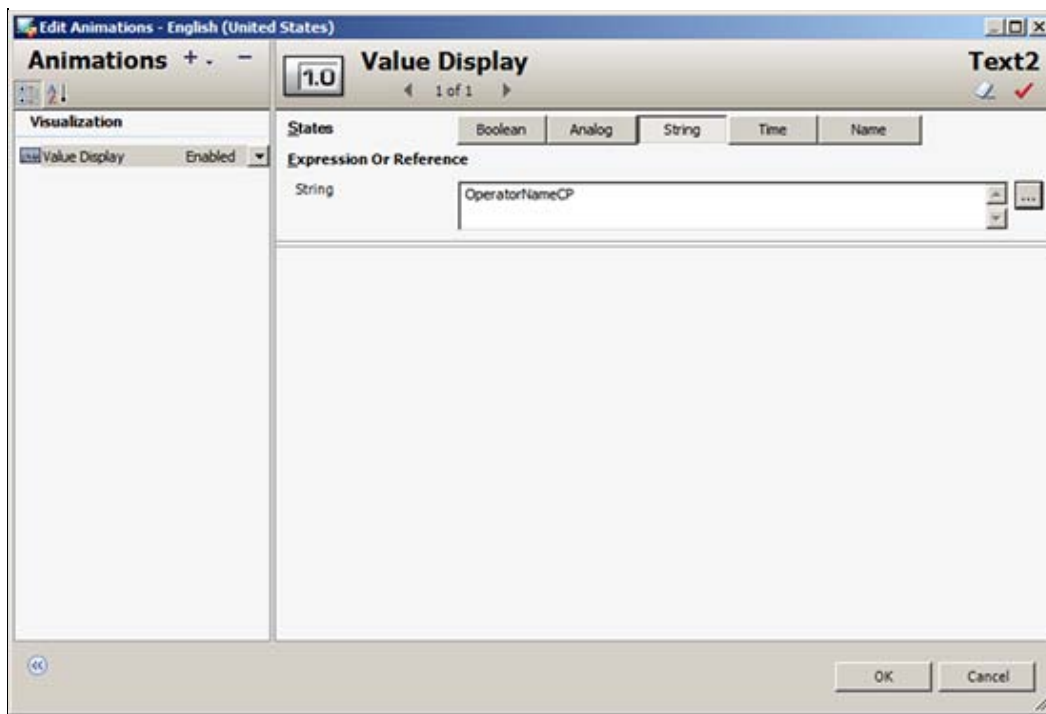 Edit Animations - English (United States)
Animations + . -
Visualization
Value Display Enabled
1.0
Value Display
1 of 1
Text2
States Boolean Analog String Time Name
Expression Or Reference
String OperatorNameCP ...
OK Cancel